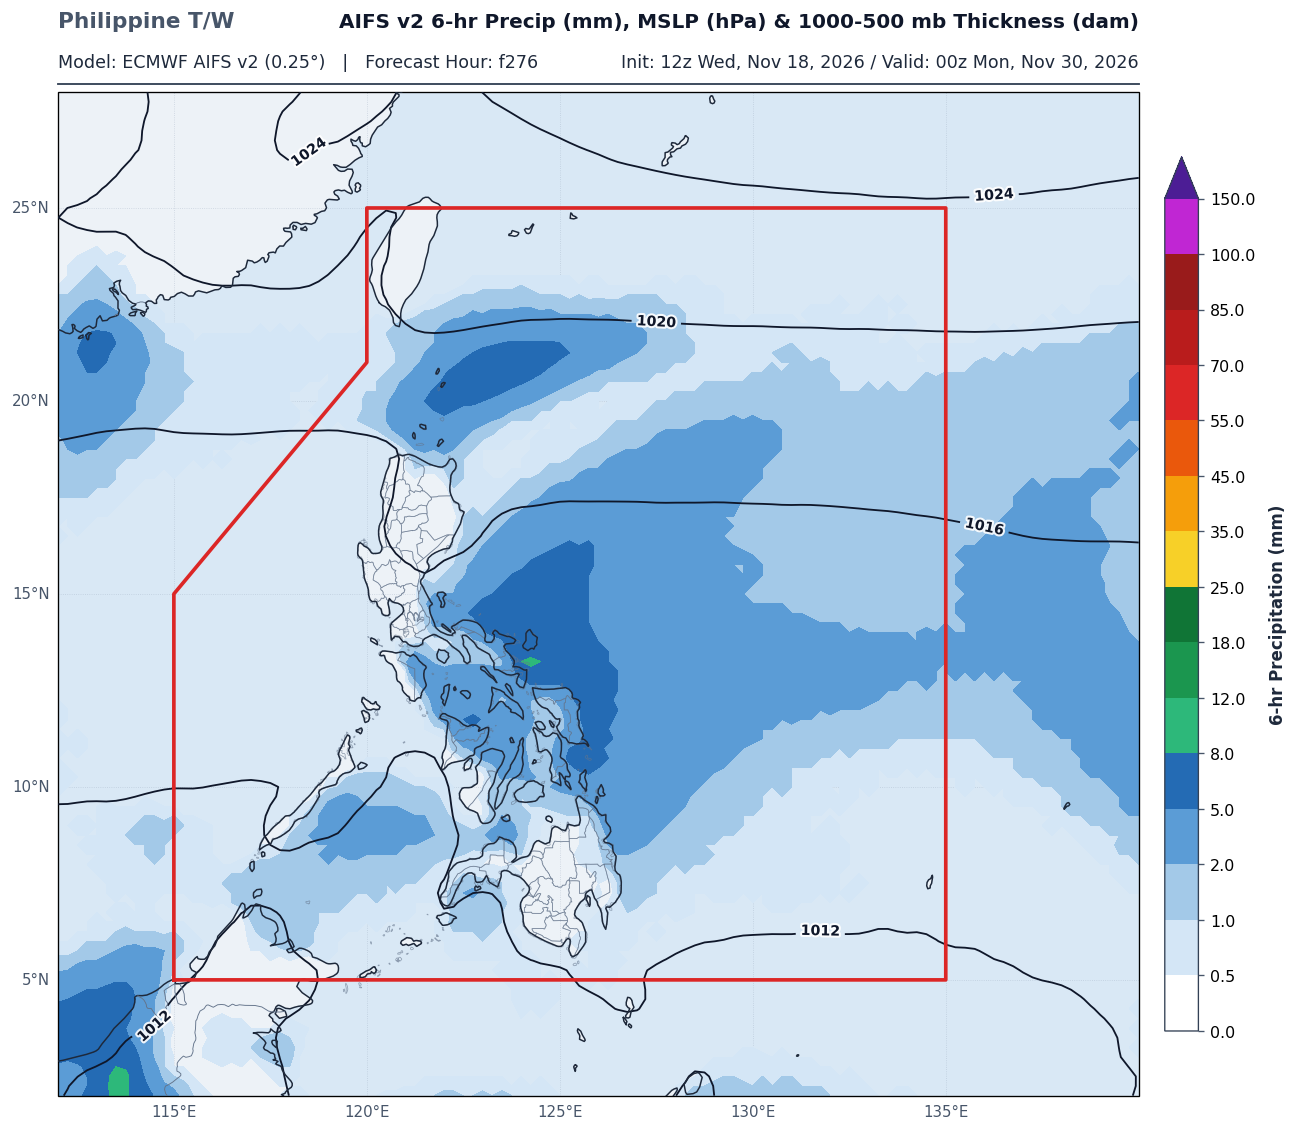 Philippine T/W
AIFS v2 6-hr Precip (mm), MSLP (hPa) & 1000-500 mb Thickness (dam)
Model: ECMWF AIFS v2 (0.25°)   |   Forecast Hour: f276
Init: 12z Wed, Nov 18, 2026 / Valid: 00z Mon, Nov 30, 2026
1024
1024
1020
1016
1012
1012
25°N
20°N
15°N
10°N
5°N
115°E
120°E
125°E
130°E
135°E
150.0
100.0
85.0
70.0
55.0
45.0
35.0
25.0
18.0
12.0
8.0
5.0
2.0
1.0
0.5
0.0
6-hr Precipitation (mm)